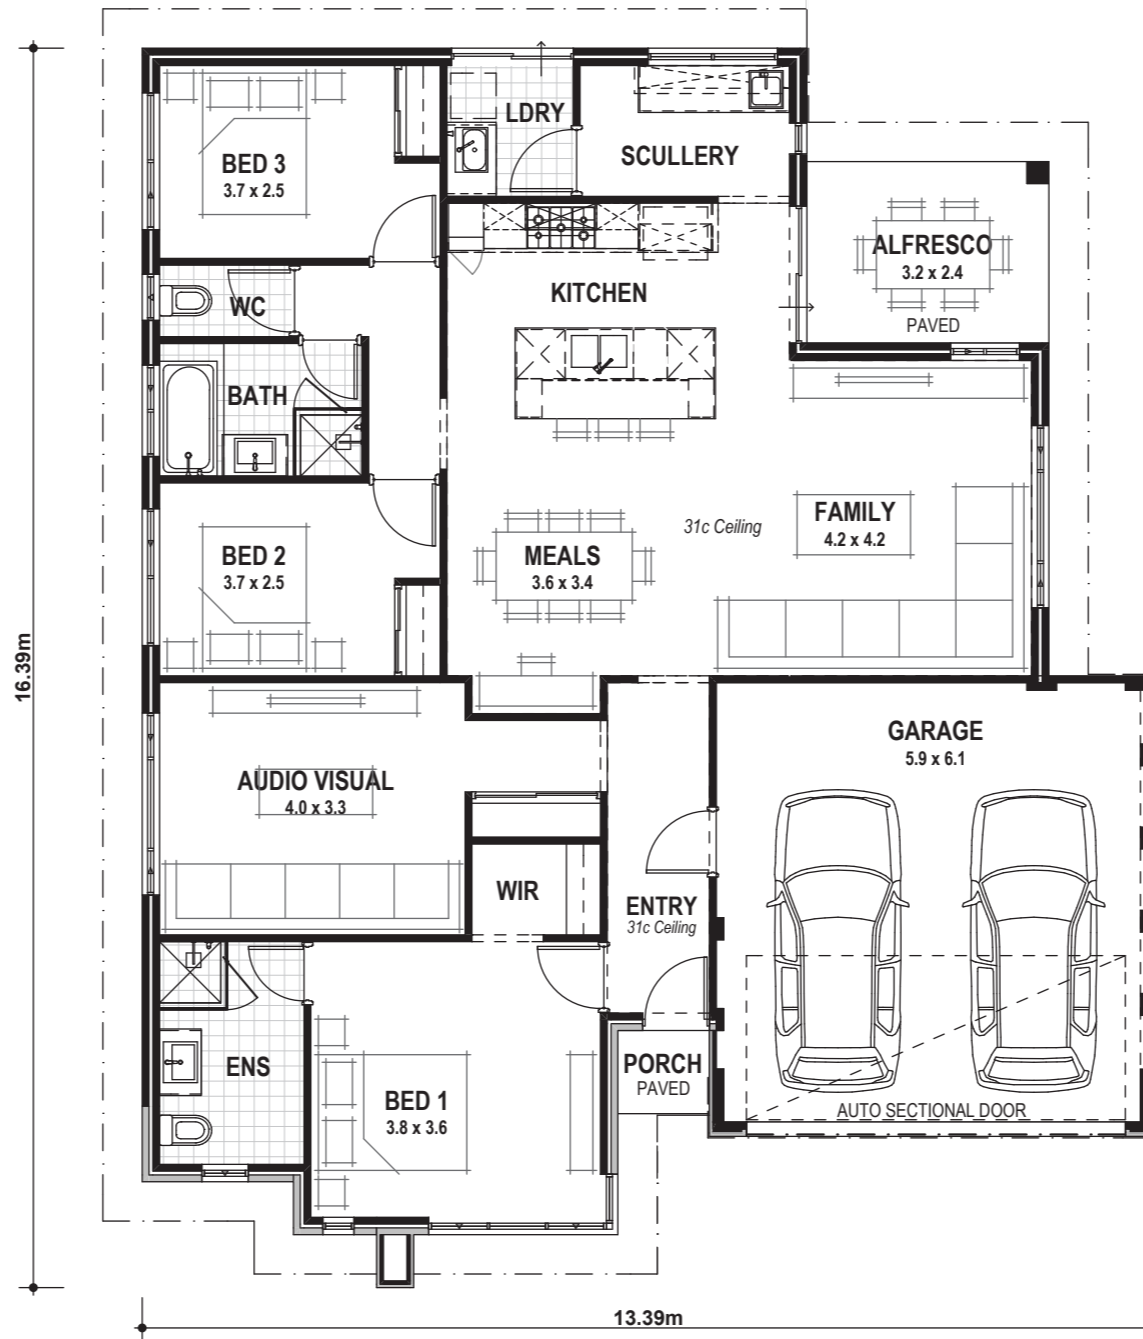 LDRY
SCULLERY
BED 3
3.7 x 2.5
ALFRESCO
3.2 x 2.4
PAVED
WC
KITCHEN
BATH
BED 2
3.7 x 2.5
31c Ceiling
FAMILY
4.2 x 4.2
MEALS
3.6 x 3.4
16.39m
GARAGE
5.9 x 6.1
AUDIO VISUAL
4.0 x 3.3
WIR
ENTRY
31c Ceiling
ENS
PORCH
PAVED
BED 1
3.8 x 3.6
AUTO SECTIONAL DOOR
13.39m